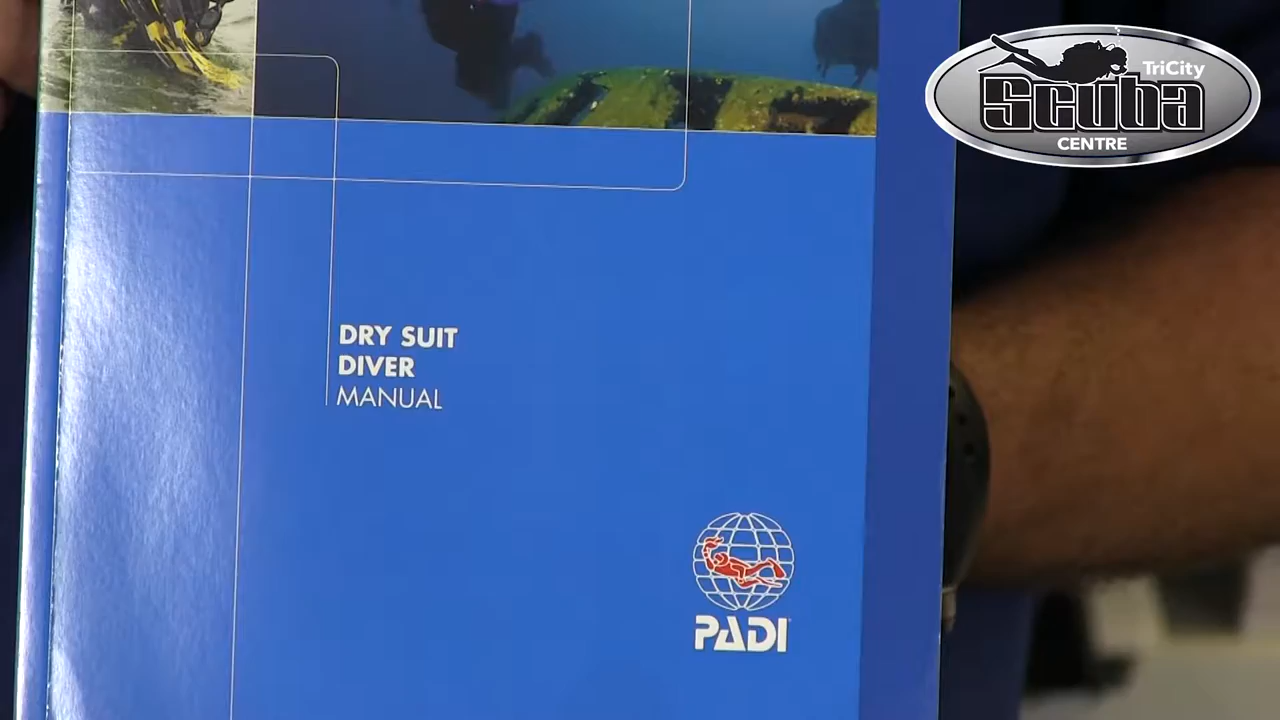 TriCity
Scuba
CENTRE
DRY SUIT
DIVER
MANUAL
PADI